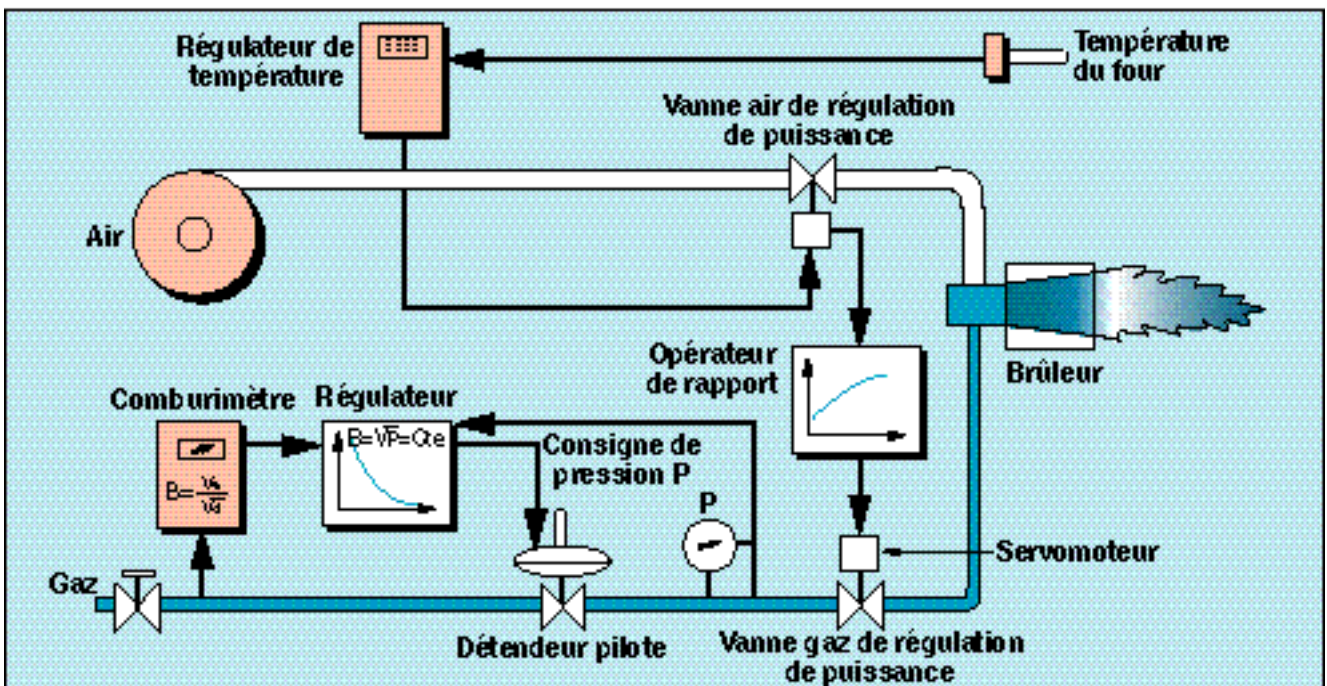 Régulateur de
température
Température
du four
Vanne air de régulation
de puissance
Air
Opérateur
de rapport
Brûleur
Comburimètre
Régulateur
B=√P=Cte
Consigne de
pression P
B=
P
Servomoteur
Gaz
Détendeur pilote
Vanne gaz de régulation
de puissance